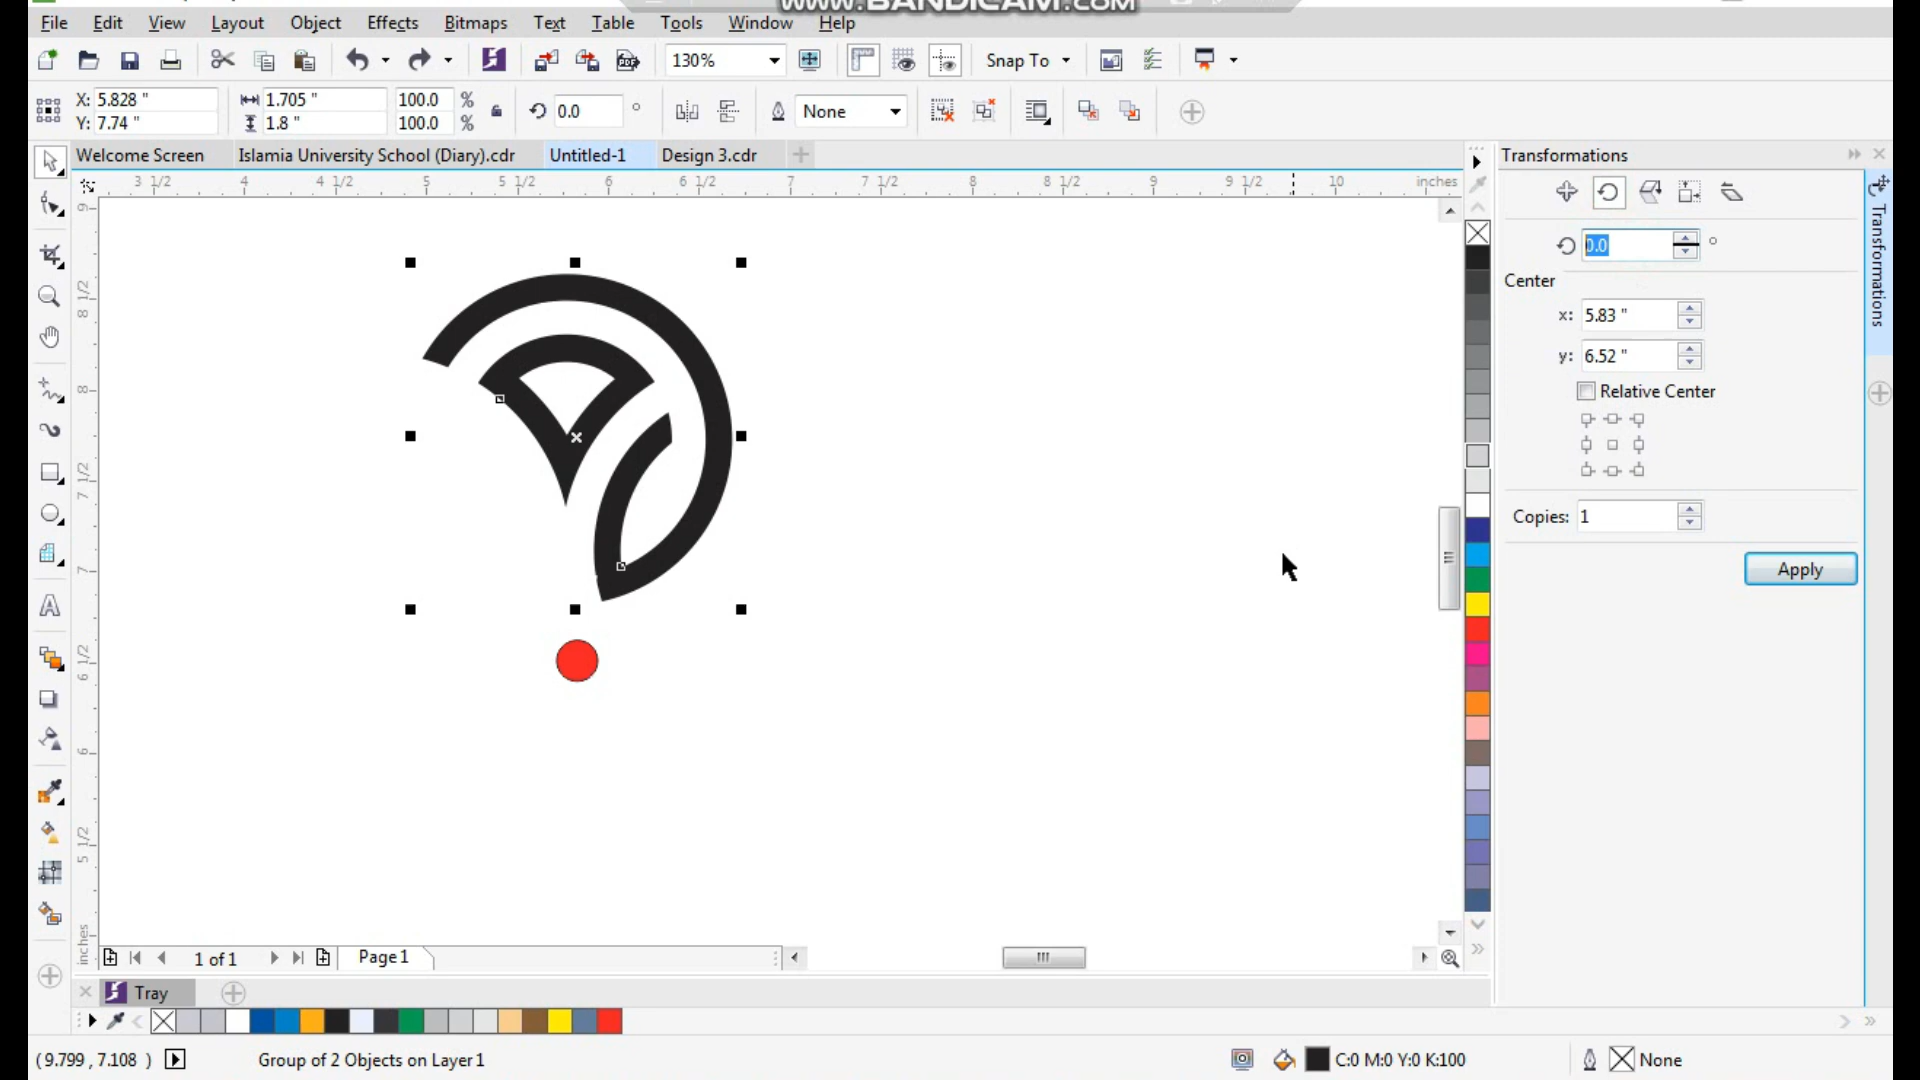 www.BANDICAM.com
File Edit View Layout Object Effects Bitmaps Text Table Tools Window Help
130% Snap To
X: 5.828 " 1.705 " 100.0 % 0.0 ° None
Y: 7.74 " 1.8 " 100.0 %
Welcome Screen Islamia University School (Diary).cdr Untitled-1 Design 3.cdr
3 1/2 4 4 1/2 5 5 1/2 6 6 1/2 7 7 1/2 8 8 1/2 9 9 1/2 10 inches
9
8 1/2
8
7 1/2
7
6 1/2
6
5 1/2
inches
Transformations
0.0 °
Center
x: 5.83 "
y: 6.52 "
Relative Center
Copies: 1
Apply
Transformations
1 of 1 Page 1
Tray
( 9.799 , 7.108 ) Group of 2 Objects on Layer 1 C:0 M:0 Y:0 K:100 None